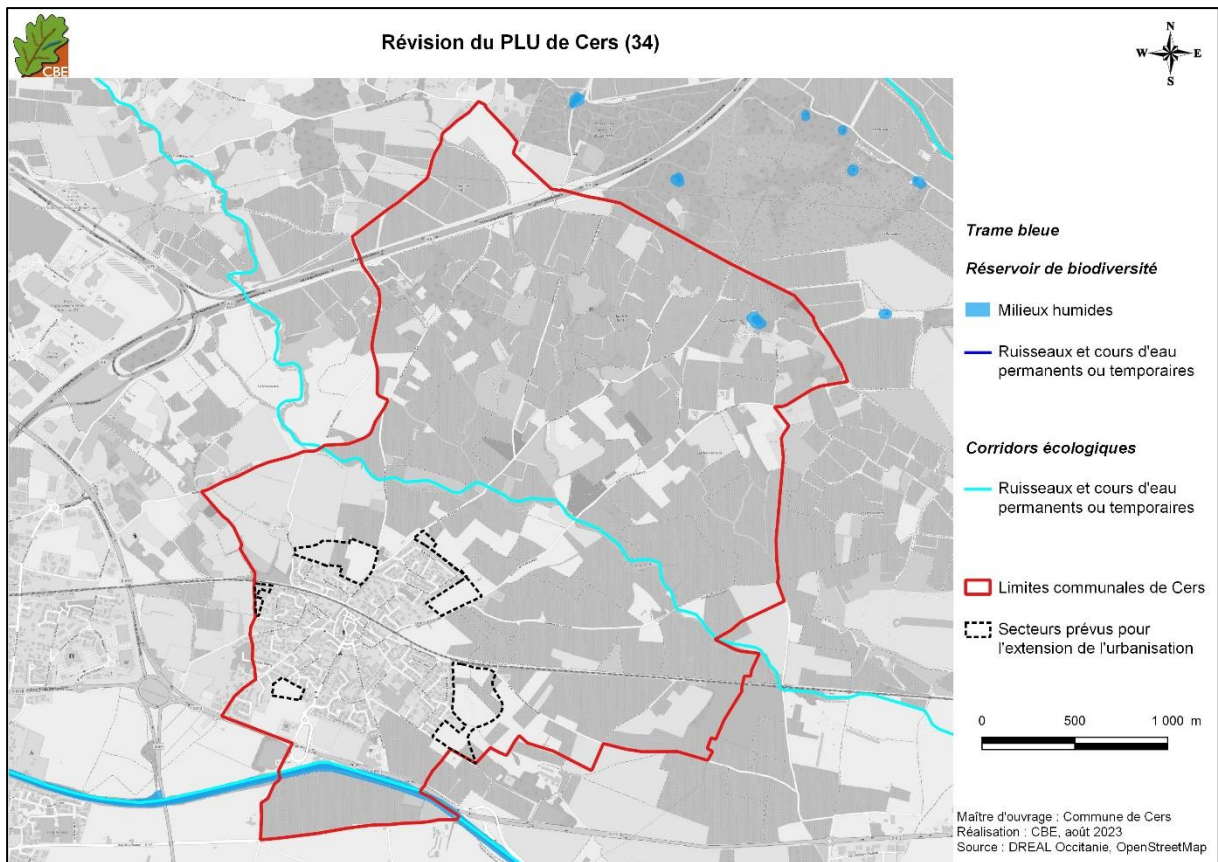 CBE
Révision du PLU de Cers (34)
N
W
E
S
Trame bleue
Réservoir de biodiversité
Milieux humides
Ruisseaux et cours d'eau
permanents ou temporaires
Corridors écologiques
Ruisseaux et cours d'eau
permanents ou temporaires
Limites communales de Cers
Secteurs prévus pour
l'extension de l'urbanisation
0
500
1 000 m
Maître d'ouvrage : Commune de Cers
Réalisation : CBE, août 2023
Source : DREAL Occitanie, OpenStreetMap